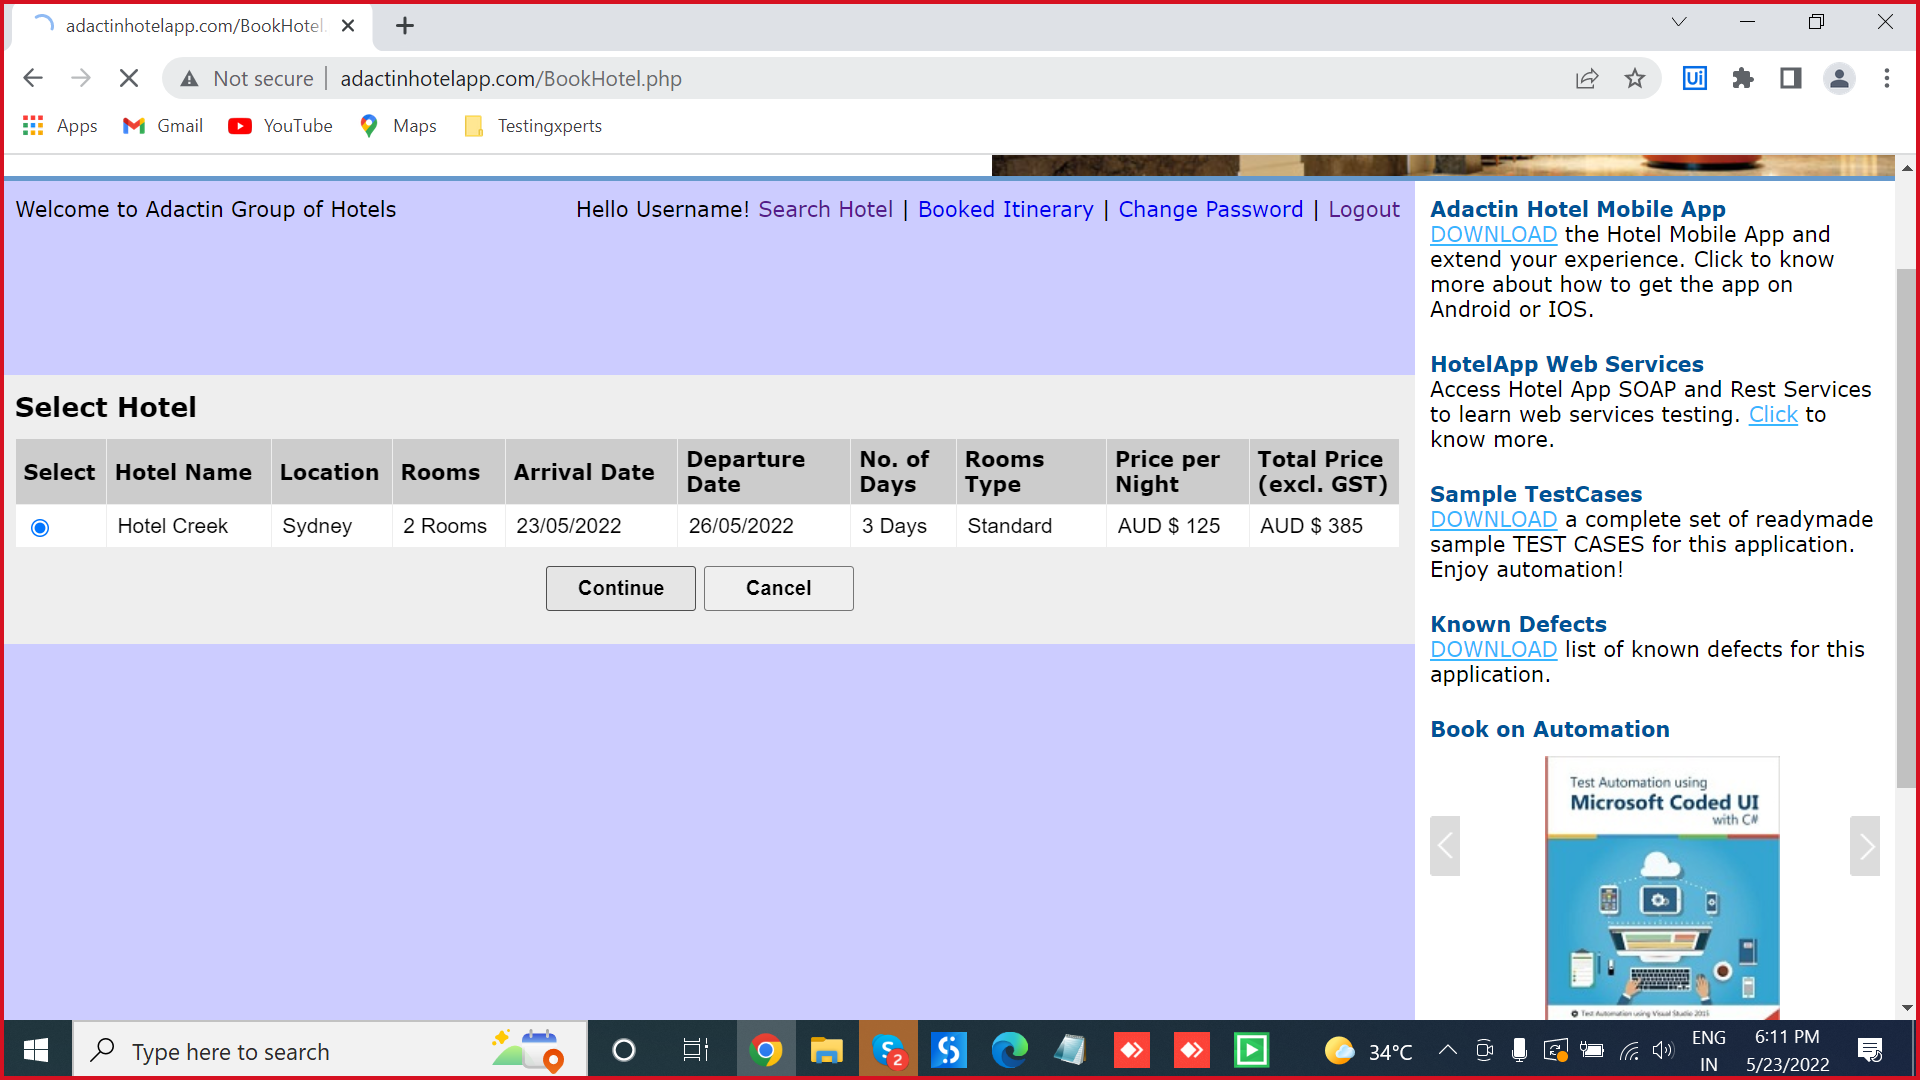 adactinhotelapp.com/BookHotel.
Not secure
adactinhotelapp.com/BookHotel.php
Ui
Apps
Gmail
YouTube
Maps
Testingxperts
Welcome to Adactin Group of Hotels
Hello Username! Search Hotel | Booked Itinerary | Change Password | Logout
Select Hotel
Select Hotel Name Location Rooms Arrival Date Departure Date No. of Days Rooms Type Price per Night Total Price (excl. GST)
Hotel Creek Sydney 2 Rooms 23/05/2022 26/05/2022 3 Days Standard AUD $ 125 AUD $ 385
Continue
Cancel
Adactin Hotel Mobile App
DOWNLOAD the Hotel Mobile App and
extend your experience. Click to know
more about how to get the app on
Android or IOS.
HotelApp Web Services
Access Hotel App SOAP and Rest Services
to learn web services testing. Click to
know more.
Sample TestCases
DOWNLOAD a complete set of readymade
sample TEST CASES for this application.
Enjoy automation!
Known Defects
DOWNLOAD list of known defects for this
application.
Book on Automation
Test Automation using
Microsoft Coded UI
with C#
Test Automation using Visual Studio 2015
Type here to search
S 2
34°C
ENG
IN
6:11 PM
5/23/2022